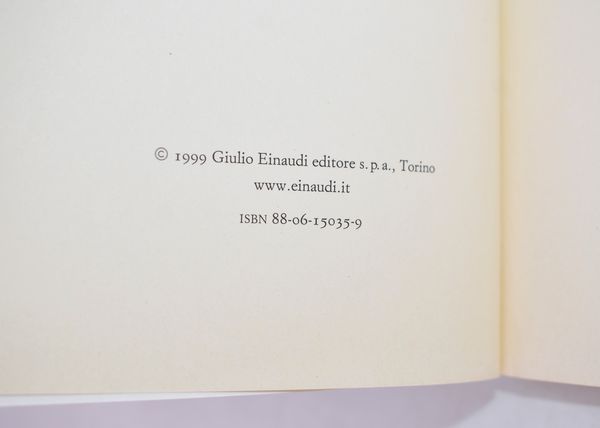 © 1999 Giulio Einaudi editore s.p.a., Torino
www.einaudi.it
ISBN 88-06-15035-9